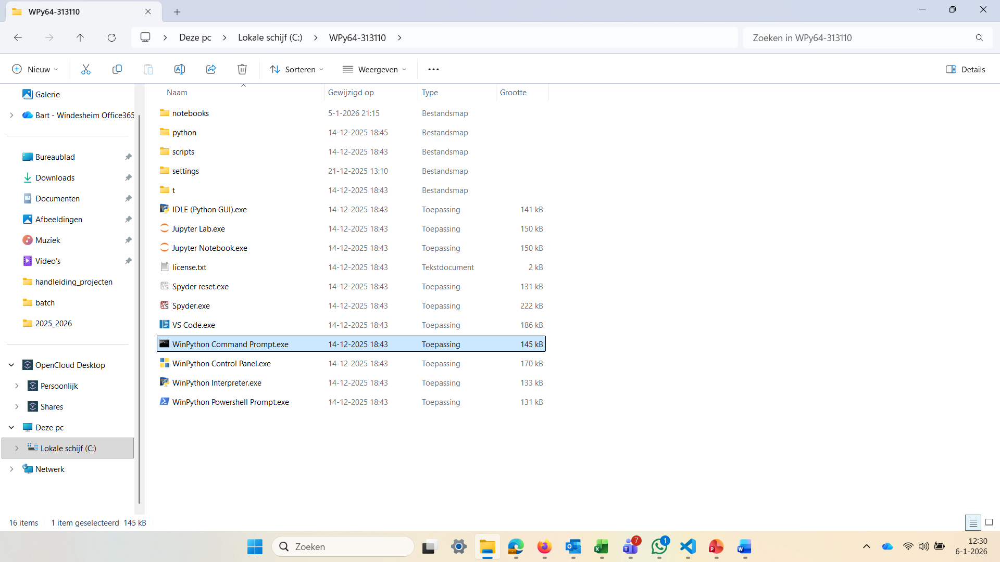 WPy64-313110
Deze pc
Lokale schijf (C:)
WPy64-313110
Zoeken in WPy64-313110
Nieuw
Sorteren
Weergeven
Details
Galerie
Bart - Windesheim Office365
Bureaublad
Downloads
Documenten
Afbeeldingen
Muziek
Video's
handleiding_projecten
batch
2025_2026
OpenCloud Desktop
Persoonlijk
Shares
Deze pc
Lokale schijf (C:)
Netwerk
Naam Gewijzigd op Type Grootte
notebooks 5-1-2026 21:15 Bestandsmap
python 14-12-2025 18:45 Bestandsmap
scripts 14-12-2025 18:43 Bestandsmap
settings 21-12-2025 13:10 Bestandsmap
t 14-12-2025 18:43 Bestandsmap
IDLE (Python GUI).exe 14-12-2025 18:43 Toepassing 141 kB
Jupyter Lab.exe 14-12-2025 18:43 Toepassing 150 kB
Jupyter Notebook.exe 14-12-2025 18:43 Toepassing 150 kB
license.txt 14-12-2025 18:43 Tekstdocument 2 kB
Spyder reset.exe 14-12-2025 18:43 Toepassing 131 kB
Spyder.exe 14-12-2025 18:43 Toepassing 222 kB
VS Code.exe 14-12-2025 18:43 Toepassing 186 kB
WinPython Command Prompt.exe 14-12-2025 18:43 Toepassing 145 kB
WinPython Control Panel.exe 14-12-2025 18:43 Toepassing 170 kB
WinPython Interpreter.exe 14-12-2025 18:43 Toepassing 133 kB
WinPython Powershell Prompt.exe 14-12-2025 18:43 Toepassing 131 kB
16 items 1 item geselecteerd 145 kB
Zoeken
7
1
12:30
6-1-2026